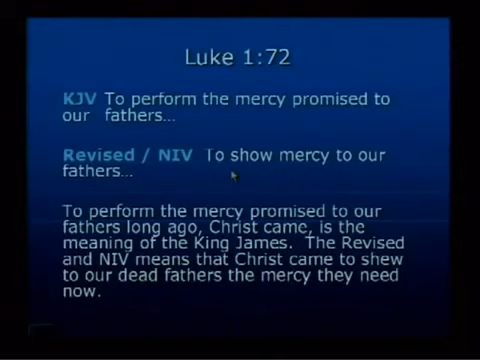 Luke 1:72
KJV To perform the mercy promised to
our fathers...
Revised / NIV To show mercy to our
fathers...
To perform the mercy promised to our
fathers long ago, Christ came, is the
meaning of the King James. The Revised
and NIV means that Christ came to shew
to our dead fathers the mercy they need
now.